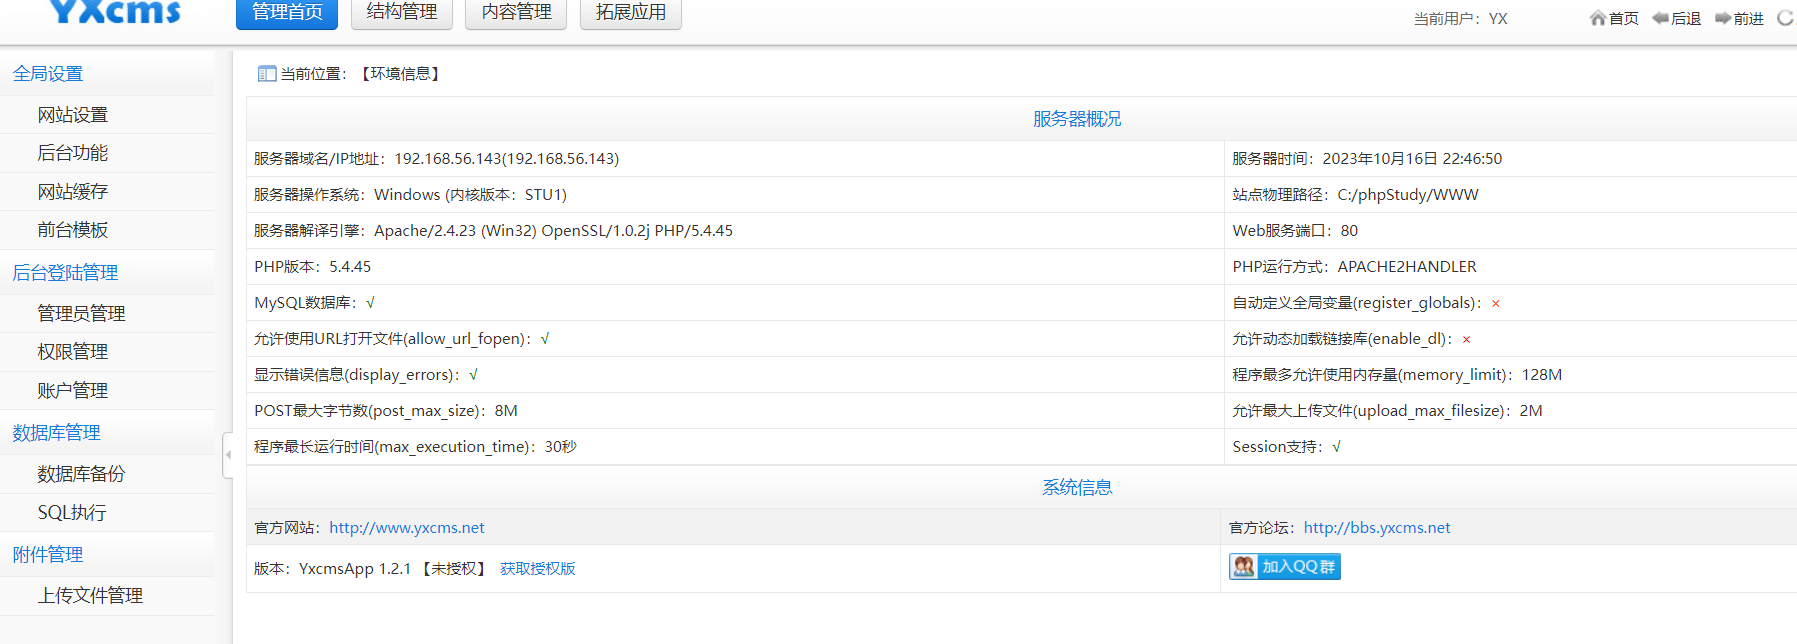 YXcms
管理首页 结构管理 内容管理 拓展应用 当前用户：YX 首页 后退 前进
全局设置
网站设置
后台功能
网站缓存
前台模板
后台登陆管理
管理员管理
权限管理
账户管理
数据库管理
数据库备份
SQL执行
附件管理
上传文件管理
当前位置：【环境信息】
服务器概况
服务器域名/IP地址：192.168.56.143(192.168.56.143) 服务器时间：2023年10月16日 22:46:50
服务器操作系统：Windows (内核版本：STU1) 站点物理路径：C:/phpStudy/WWW
服务器解译引擎：Apache/2.4.23 (Win32) OpenSSL/1.0.2j PHP/5.4.45 Web服务端口：80
PHP版本：5.4.45 PHP运行方式：APACHE2HANDLER
MySQL数据库：√ 自动定义全局变量(register_globals)：×
允许使用URL打开文件(allow_url_fopen)：√ 允许动态加载链接库(enable_dl)：×
显示错误信息(display_errors)：√ 程序最多允许使用内存量(memory_limit)：128M
POST最大字节数(post_max_size)：8M 允许最大上传文件(upload_max_filesize)：2M
程序最长运行时间(max_execution_time)：30秒 Session支持：√
系统信息
官方网站：http://www.yxcms.net 官方论坛：http://bbs.yxcms.net
版本：YxcmsApp 1.2.1 【未授权】 获取授权版 加入QQ群